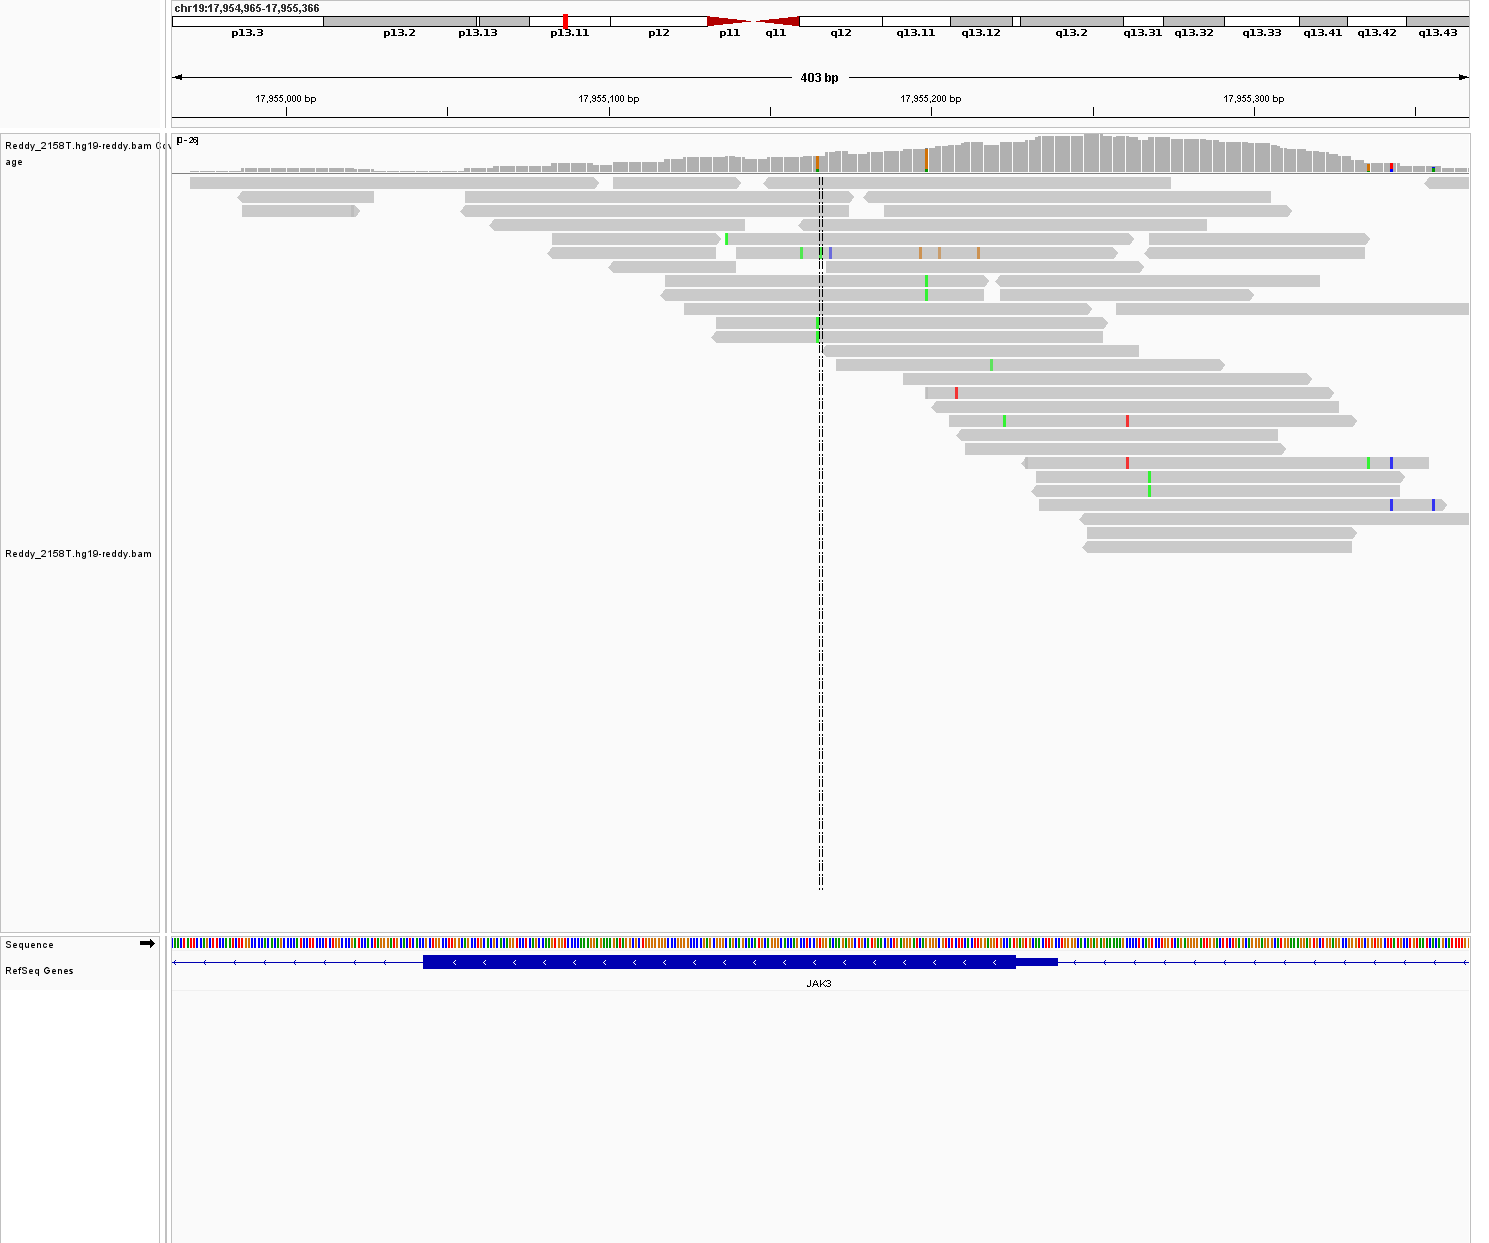 chr19:17,954,965-17,955,366
p13.3 p13.2 p13.13 p13.11 p12 p11 q11 q12 q13.11 q13.12 q13.2 q13.31 q13.32 q13.33 q13.41 q13.42 q13.43
403 bp
17,955,000 bp 17,955,100 bp 17,955,200 bp 17,955,300 bp
Reddy_2158T.hg19-reddy.bam Cov
age
[0-26]
Reddy_2158T.hg19-reddy.bam
Sequence
RefSeq Genes
JAK3